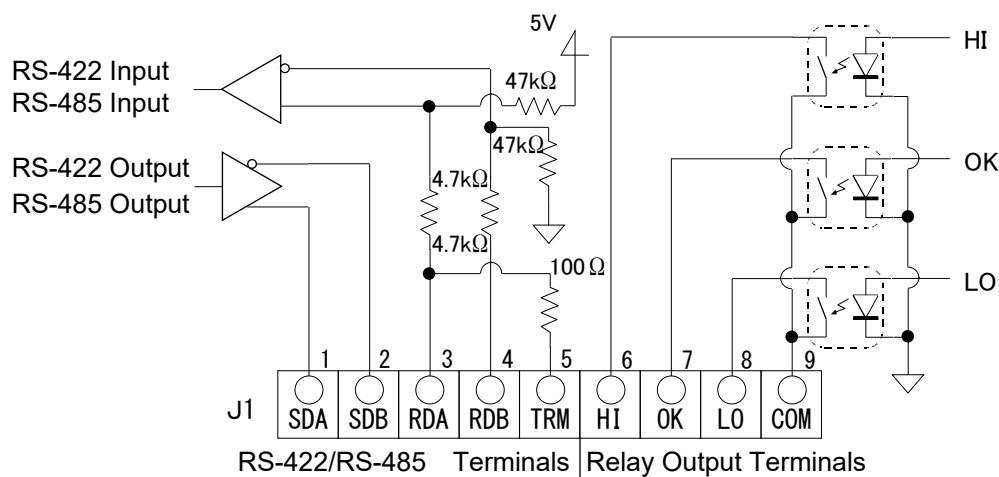 5V
HI
RS-422 Input
47kΩ
RS-485 Input
47kΩ
RS-422 Output
OK
4.7kΩ
RS-485 Output
4.7kΩ
100Ω
LO
1 2 3 4 5 6 7 8 9
J1 SDA SDB RDA RDB TRM HI OK LO COM
RS-422/RS-485 Terminals Relay Output Terminals